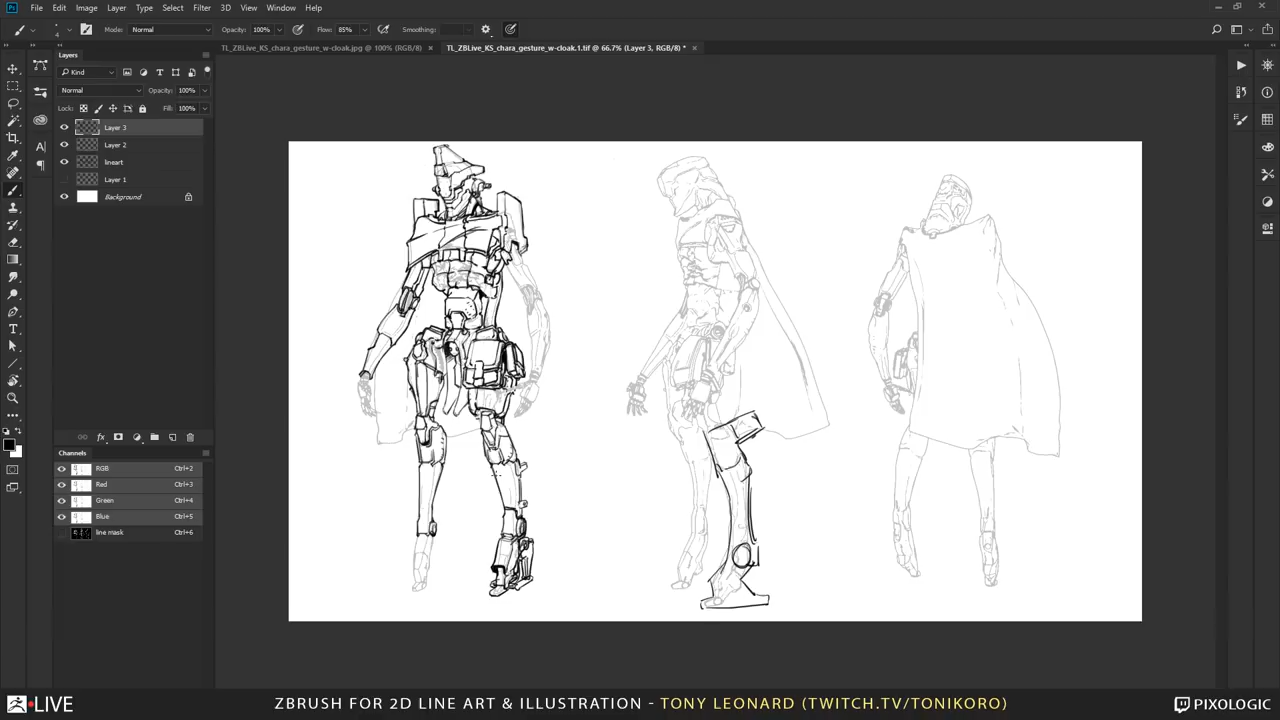 Ps File Edit Image Layer Type Select Filter 3D View Window Help
4 Mode: Normal Opacity: 100% Flow: 85% Smoothing:
TL_ZBLive_KS_chara_gesture_w-cloak.jpg @ 100% (RGB/8) × TL_ZBLive_KS_chara_gesture_w-cloak.1.tif @ 66.7% (Layer 3, RGB/8) * ×
Layers
Kind
Normal Opacity: 100%
Lock: Fill: 100%
Layer 3
Layer 2
lineart
Layer 1
Background
fx
Channels
RGB Ctrl+2
Red Ctrl+3
Green Ctrl+4
Blue Ctrl+5
line mask Ctrl+6
LIVE ZBRUSH FOR 2D LINE ART & ILLUSTRATION - TONY LEONARD (TWITCH.TV/TONIKORO) PIXOLOGIC